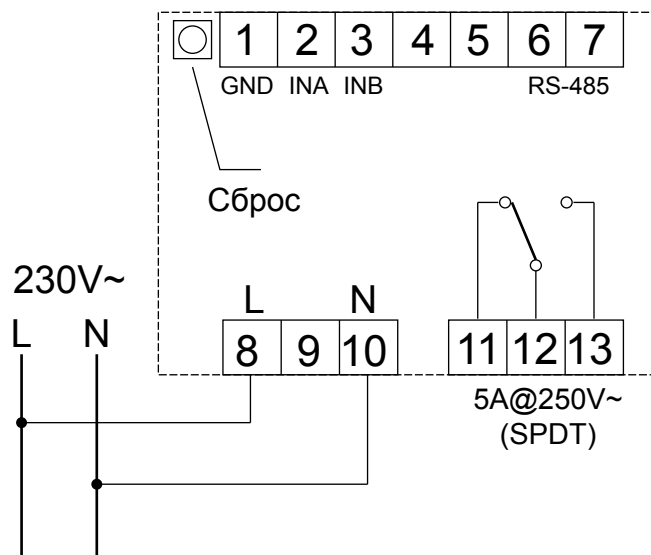 1 2 3 4 5 6 7
GND INA INB RS-485
Сброс
230V~
L N
L N
8 9 10
11 12 13
5A@250V~
(SPDT)